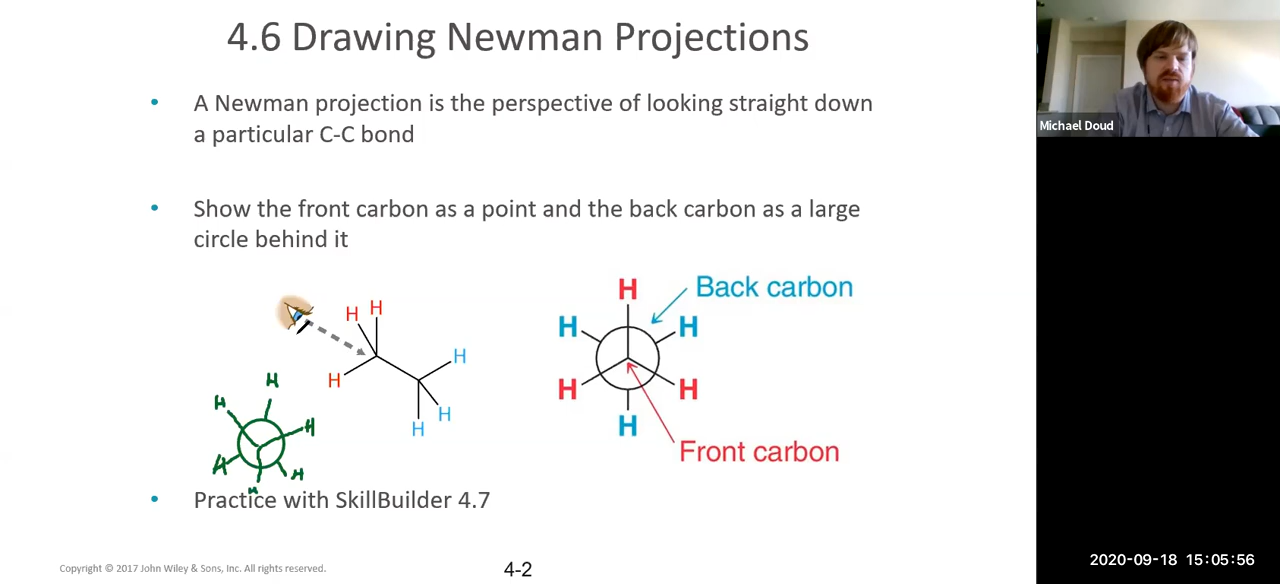 4.6 Drawing Newman Projections
• A Newman projection is the perspective of looking straight down
a particular C-C bond
• Show the front carbon as a point and the back carbon as a large
circle behind it
H H
H
H
H
H
H
H
H
H
H
H
H
H
H H
H H
H
Back carbon
Front carbon
• Practice with SkillBuilder 4.7
Copyright © 2017 John Wiley & Sons, Inc. All rights reserved.
4-2
Michael Doud
2020-09-18 15:05:56